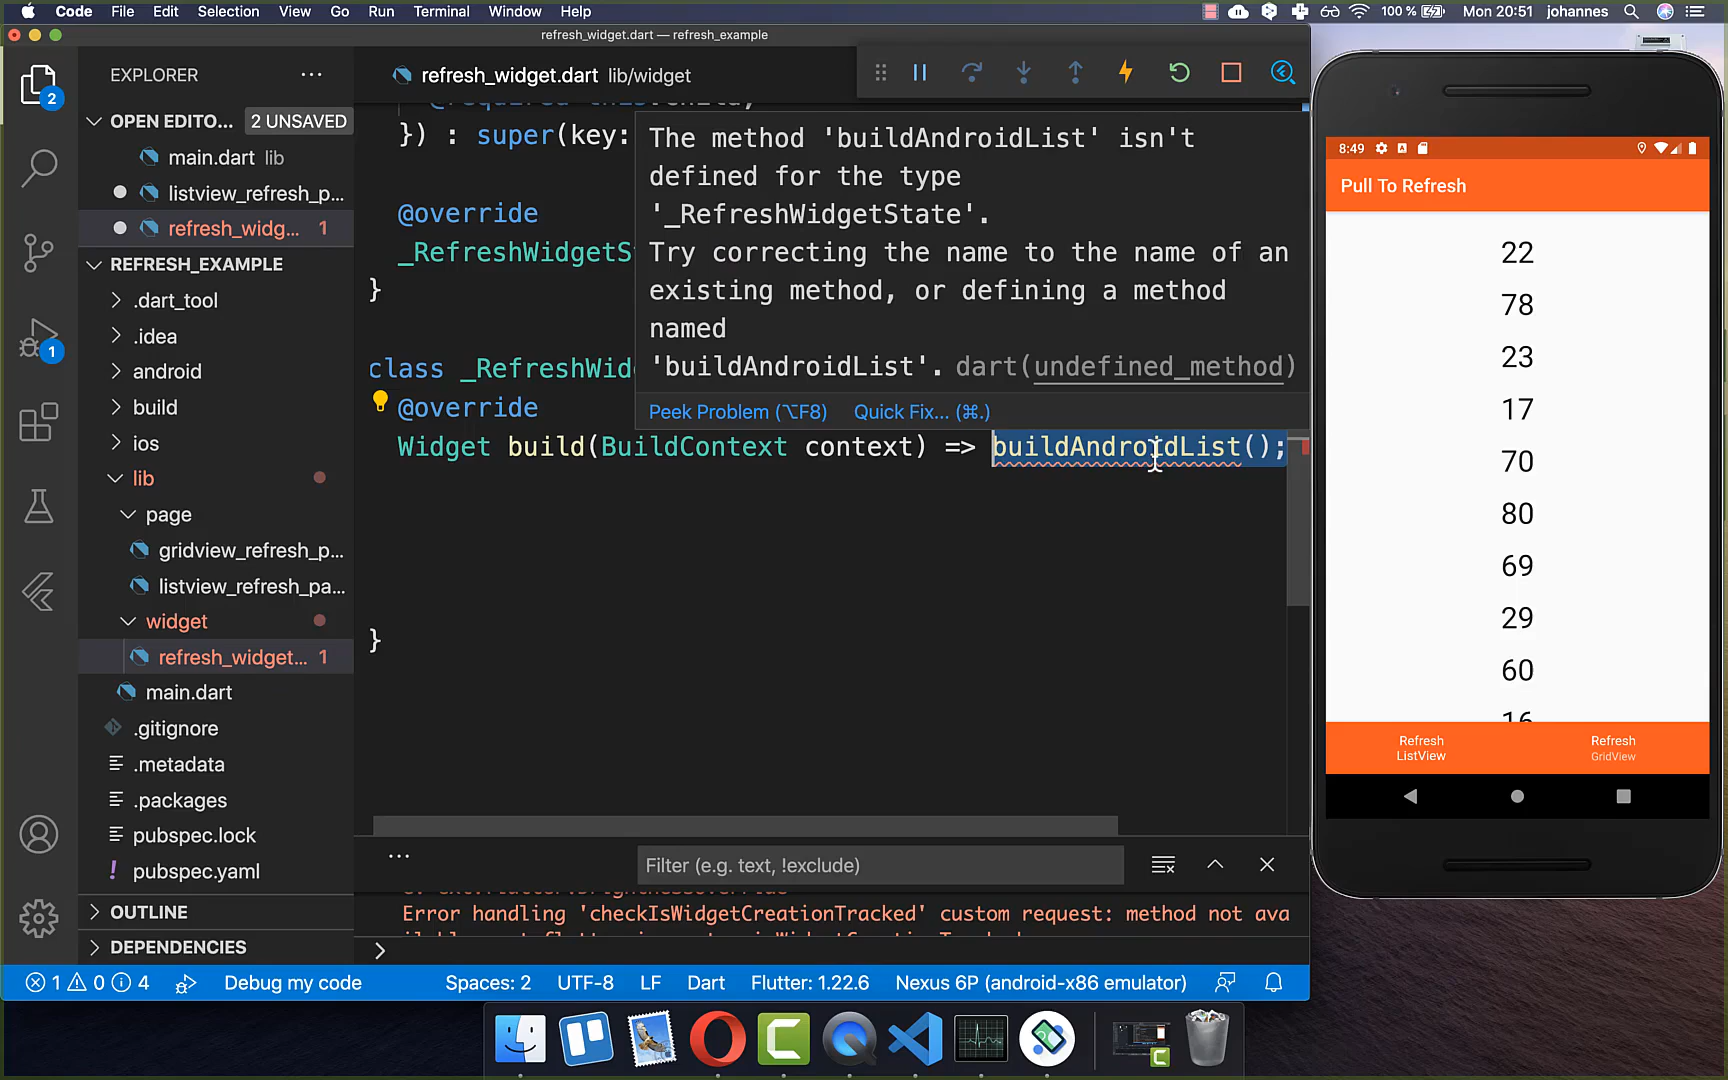 Code File Edit Selection View Go Run Terminal Window Help 100 % Mon 20:51 johannes
refresh_widget.dart — refresh_example
EXPLORER
OPEN EDITO... 2 UNSAVED
main.dart lib
listview_refresh_p...
refresh_widg... 1
REFRESH_EXAMPLE
.dart_tool
.idea
android
build
ios
lib
page
gridview_refresh_p...
listview_refresh_pa...
widget
refresh_widget... 1
main.dart
.gitignore
.metadata
.packages
pubspec.lock
! pubspec.yaml
OUTLINE
DEPENDENCIES
2
1
refresh_widget.dart lib/widget
}) : super(key:
@override
_RefreshWidgetS
}
class _RefreshWid
@override
Widget build(BuildContext context) => buildAndroidList();
}
The method 'buildAndroidList' isn't
defined for the type
'_RefreshWidgetState'.
Try correcting the name to the name of an
existing method, or defining a method
named
'buildAndroidList'. dart(undefined_method)
Peek Problem (⌥F8) Quick Fix... (⌘.)
... Filter (e.g. text, !exclude)
Error handling 'checkIsWidgetCreationTracked' custom request: method not ava
>
1 0 4 Debug my code Spaces: 2 UTF-8 LF Dart Flutter: 1.22.6 Nexus 6P (android-x86 emulator)
8:49
Pull To Refresh
22
78
23
17
70
80
69
29
60
16
Refresh
ListView
Refresh
GridView